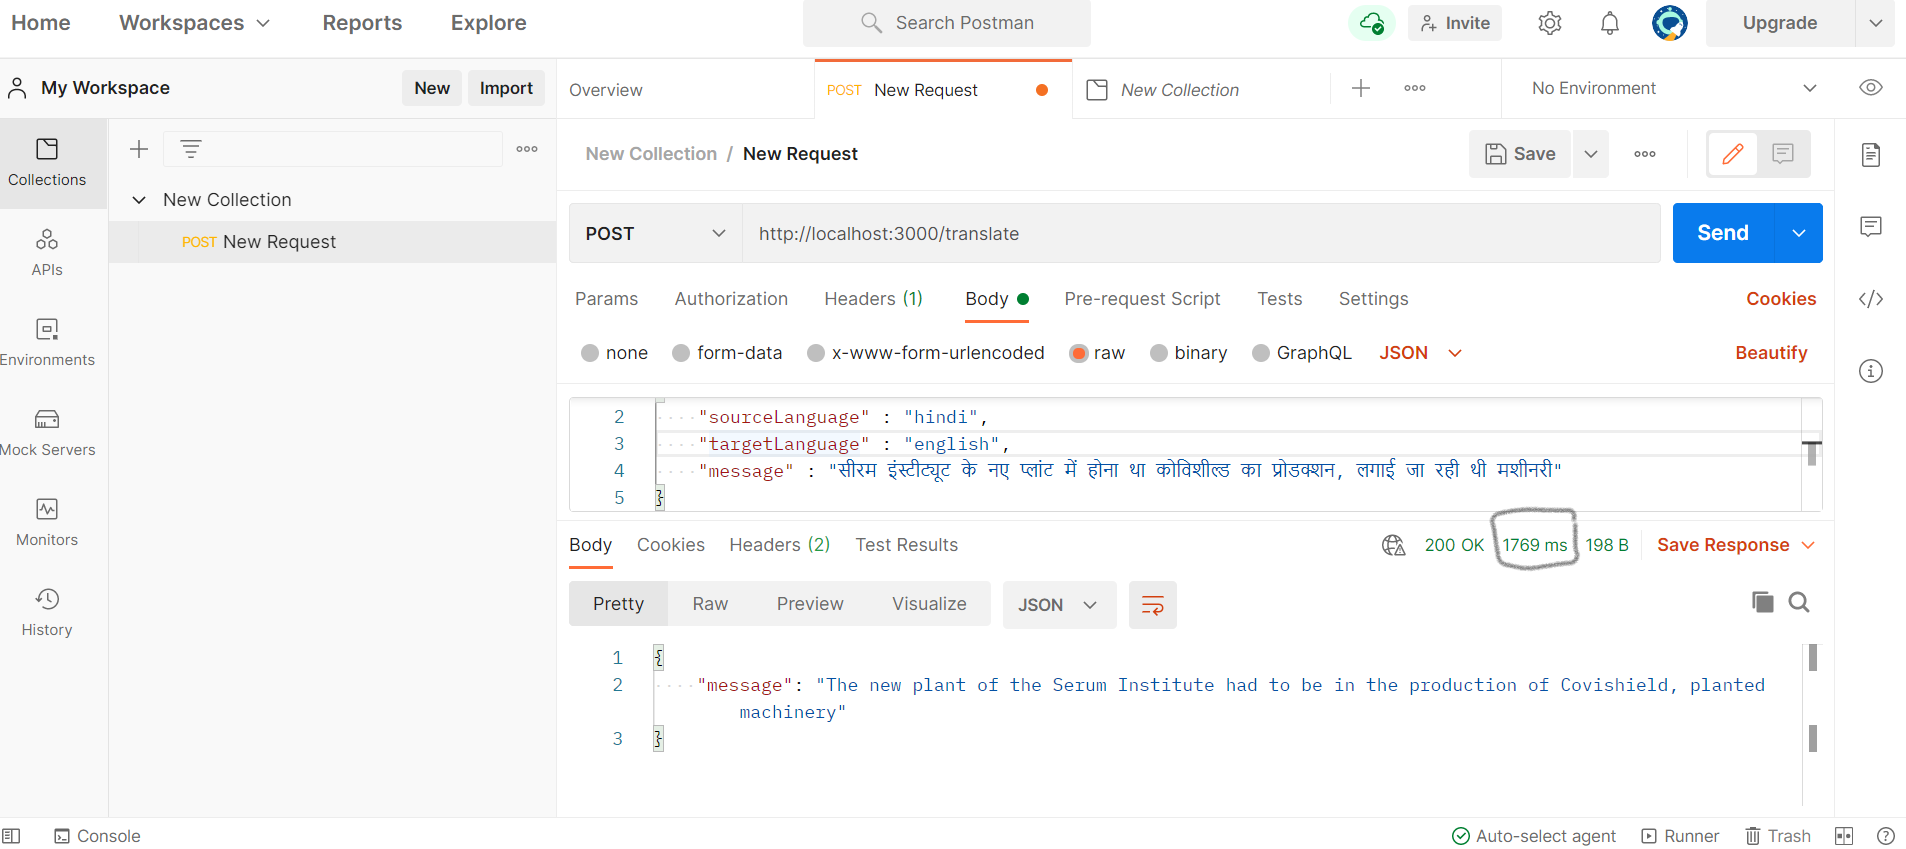 Home Workspaces Reports Explore Search Postman Invite Upgrade
My Workspace New Import Overview POST New Request New Collection No Environment
Collections
APIs
Environments
Mock Servers
Monitors
History
New Collection
POST New Request
New Collection / New Request Save
POST http://localhost:3000/translate Send
Params Authorization Headers (1) Body Pre-request Script Tests Settings Cookies
none form-data x-www-form-urlencoded raw binary GraphQL JSON Beautify
2 "sourceLanguage" : "hindi",
3 "targetLanguage" : "english",
4 "message" : "सीरम इंस्टीट्यूट के नए प्लांट में होना था कोविशील्ड का प्रोडक्शन, लगाई जा रही थी मशीनरी"
5 }
Body Cookies Headers (2) Test Results 200 OK 1769 ms 198 B Save Response
Pretty Raw Preview Visualize JSON
1 {
2 "message": "The new plant of the Serum Institute had to be in the production of Covishield, planted
machinery"
3 }
Console Auto-select agent Runner Trash